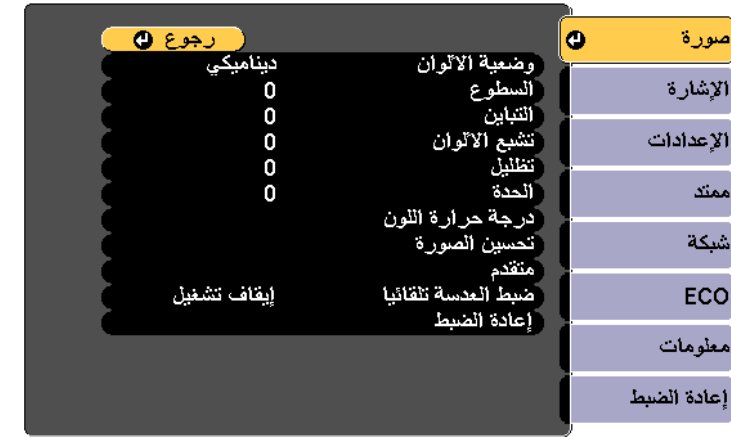 صورة
الإشارة
الإعدادات
ممتد
شبكة
ECO
معلومات
إعادة الضبط
رجوع
وضعية الألوان ديناميكي
السطوع 0
التباين 0
تشبع الألوان 0
تظليل 0
الحدة 0
درجة حرارة اللون
تحسين الصورة
متقدم
ضبط العدسة تلقائيا إيقاف تشغيل
إعادة الضبط